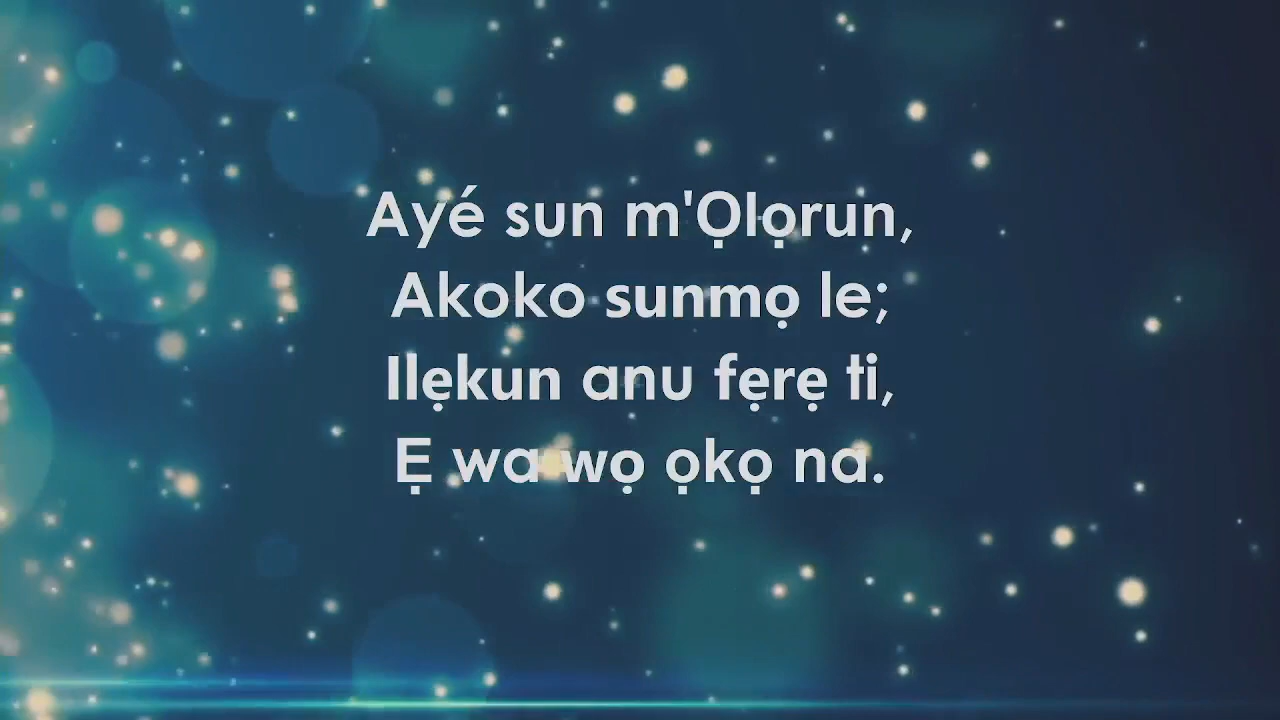 Ayé sun m'Ọlọrun,
Akoko sunmọ le;
Ilẹkun anu fẹrẹ ti,
Ẹ wa wọ ọkọ na.